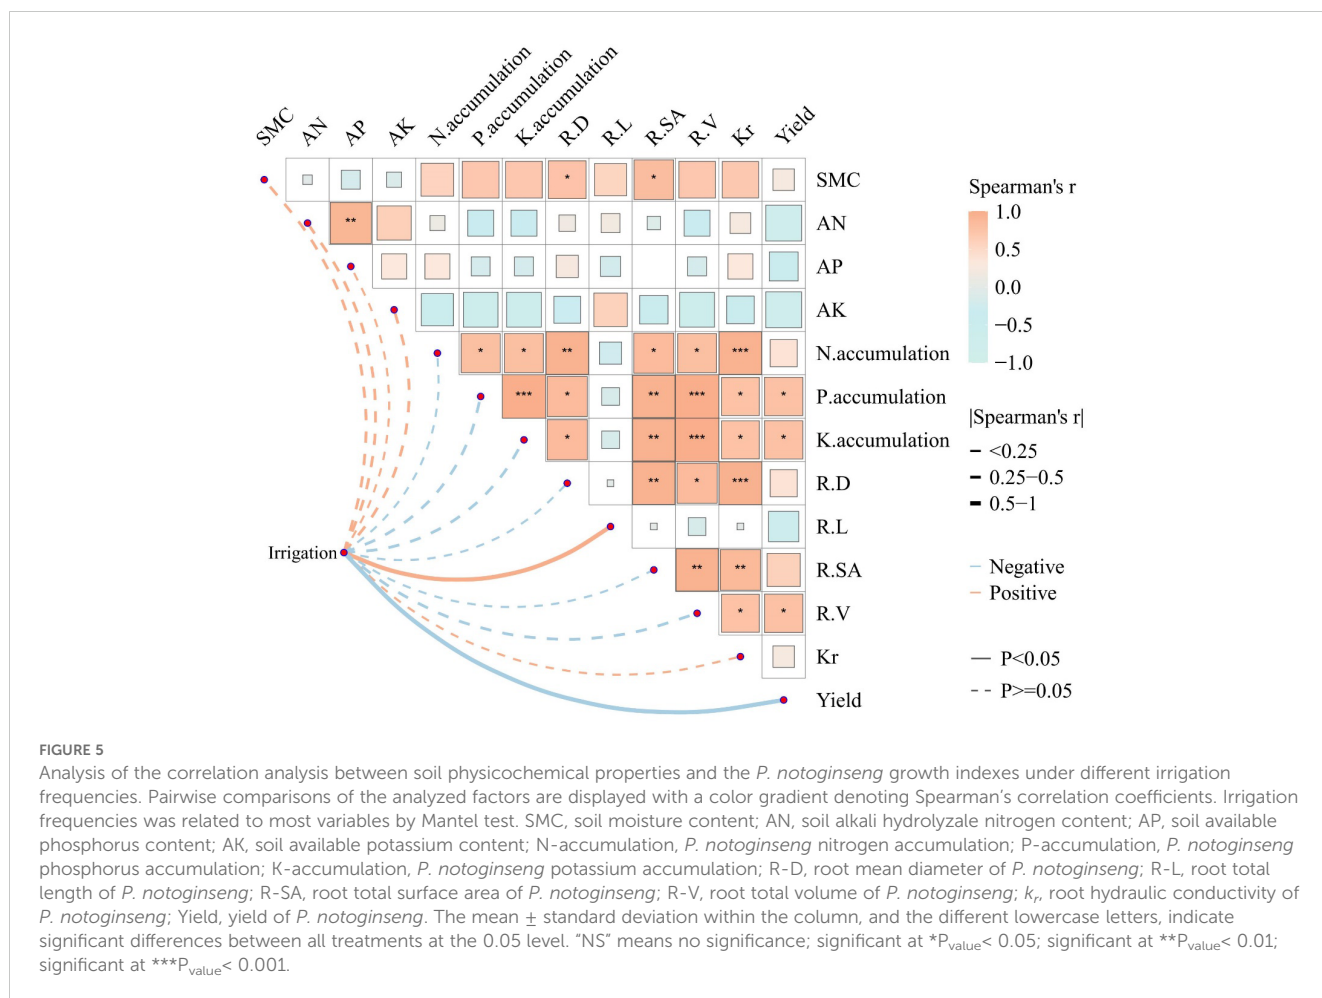 SMC AN AP AK N.accumulation P.accumulation K.accumulation R.D R.L R.SA R.V Kr Yield
* * SMC
** AN
AP
AK
* * ** * * *** N.accumulation
*** * ** *** * * P.accumulation
* ** *** * * K.accumulation
** * *** R.D
R.L
** ** R.SA
* * R.V
Kr
Yield
Irrigation
Spearman's r
1.0
0.5
0.0
−0.5
−1.0
|Spearman's r|
<0.25
0.25−0.5
0.5−1
Negative
Positive
P<0.05
P>=0.05
FIGURE 5
Analysis of the correlation analysis between soil physicochemical properties and the P. notoginseng growth indexes under different irrigation
frequencies. Pairwise comparisons of the analyzed factors are displayed with a color gradient denoting Spearman's correlation coefficients. Irrigation
frequencies was related to most variables by Mantel test. SMC, soil moisture content; AN, soil alkali hydrolyzale nitrogen content; AP, soil available
phosphorus content; AK, soil available potassium content; N-accumulation, P. notoginseng nitrogen accumulation; P-accumulation, P. notoginseng
phosphorus accumulation; K-accumulation, P. notoginseng potassium accumulation; R-D, root mean diameter of P. notoginseng; R-L, root total
length of P. notoginseng; R-SA, root total surface area of P. notoginseng; R-V, root total volume of P. notoginseng; kr, root hydraulic conductivity of
P. notoginseng; Yield, yield of P. notoginseng. The mean ± standard deviation within the column, and the different lowercase letters, indicate
significant differences between all treatments at the 0.05 level. "NS" means no significance; significant at *Pvalue< 0.05; significant at **Pvalue< 0.01;
significant at ***Pvalue< 0.001.